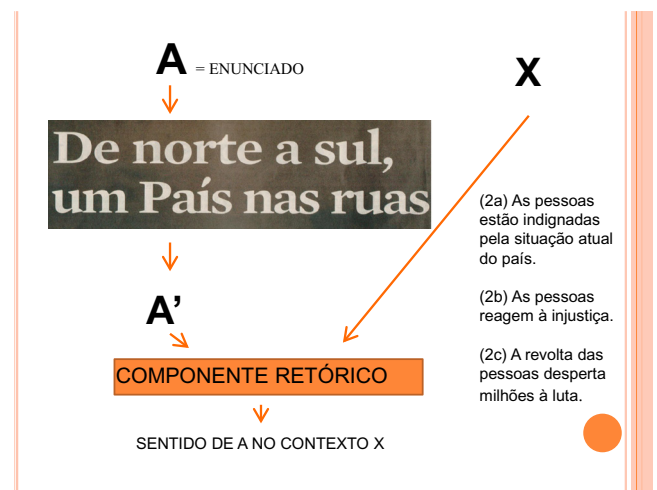 A = ENUNCIADO
X
De norte a sul,
um País nas ruas
(2a) As pessoas
estão indignadas
pela situação atual
do país.
(2b) As pessoas
reagem à injustiça.
(2c) A revolta das
pessoas desperta
milhões à luta.
A’
COMPONENTE RETÓRICO
SENTIDO DE A NO CONTEXTO X